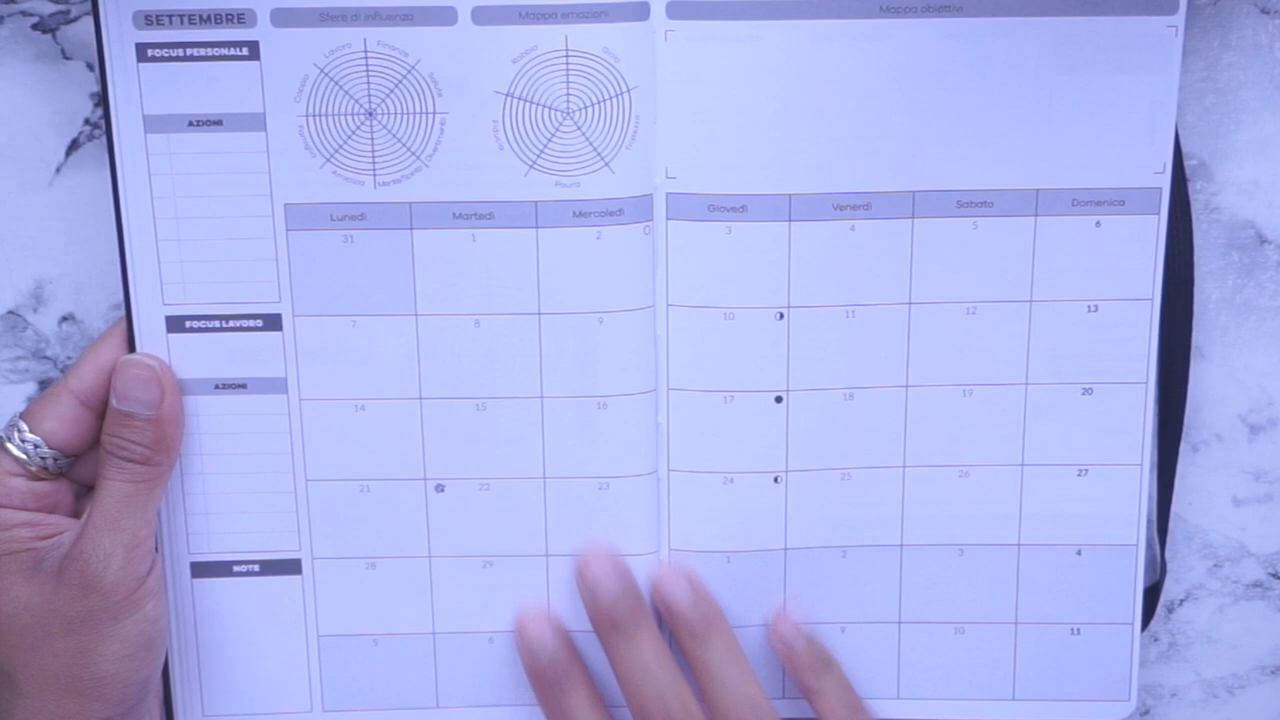 SETTEMBRE
Sfere di influenza
Mappa emozioni
Mappa obiettivi
FOCUS PERSONALE
AZIONI
Lavoro
Finanze
Salute
Divertimento
Mente/Spirito
Amicizia
Famiglia
Coppia
Rabbia
Gioia
Tristezza
Paura
Fiducia
Lunedì Martedì Mercoledì Giovedì Venerdì Sabato Domenica
31 1 2 3 4 5 6
7 8 9 10 11 12 13
FOCUS LAVORO
AZIONI
14 15 16 17 18 19 20
21 22 23 24 25 26 27
NOTE
28 29 1 2 3 4
5 6 9 10 11